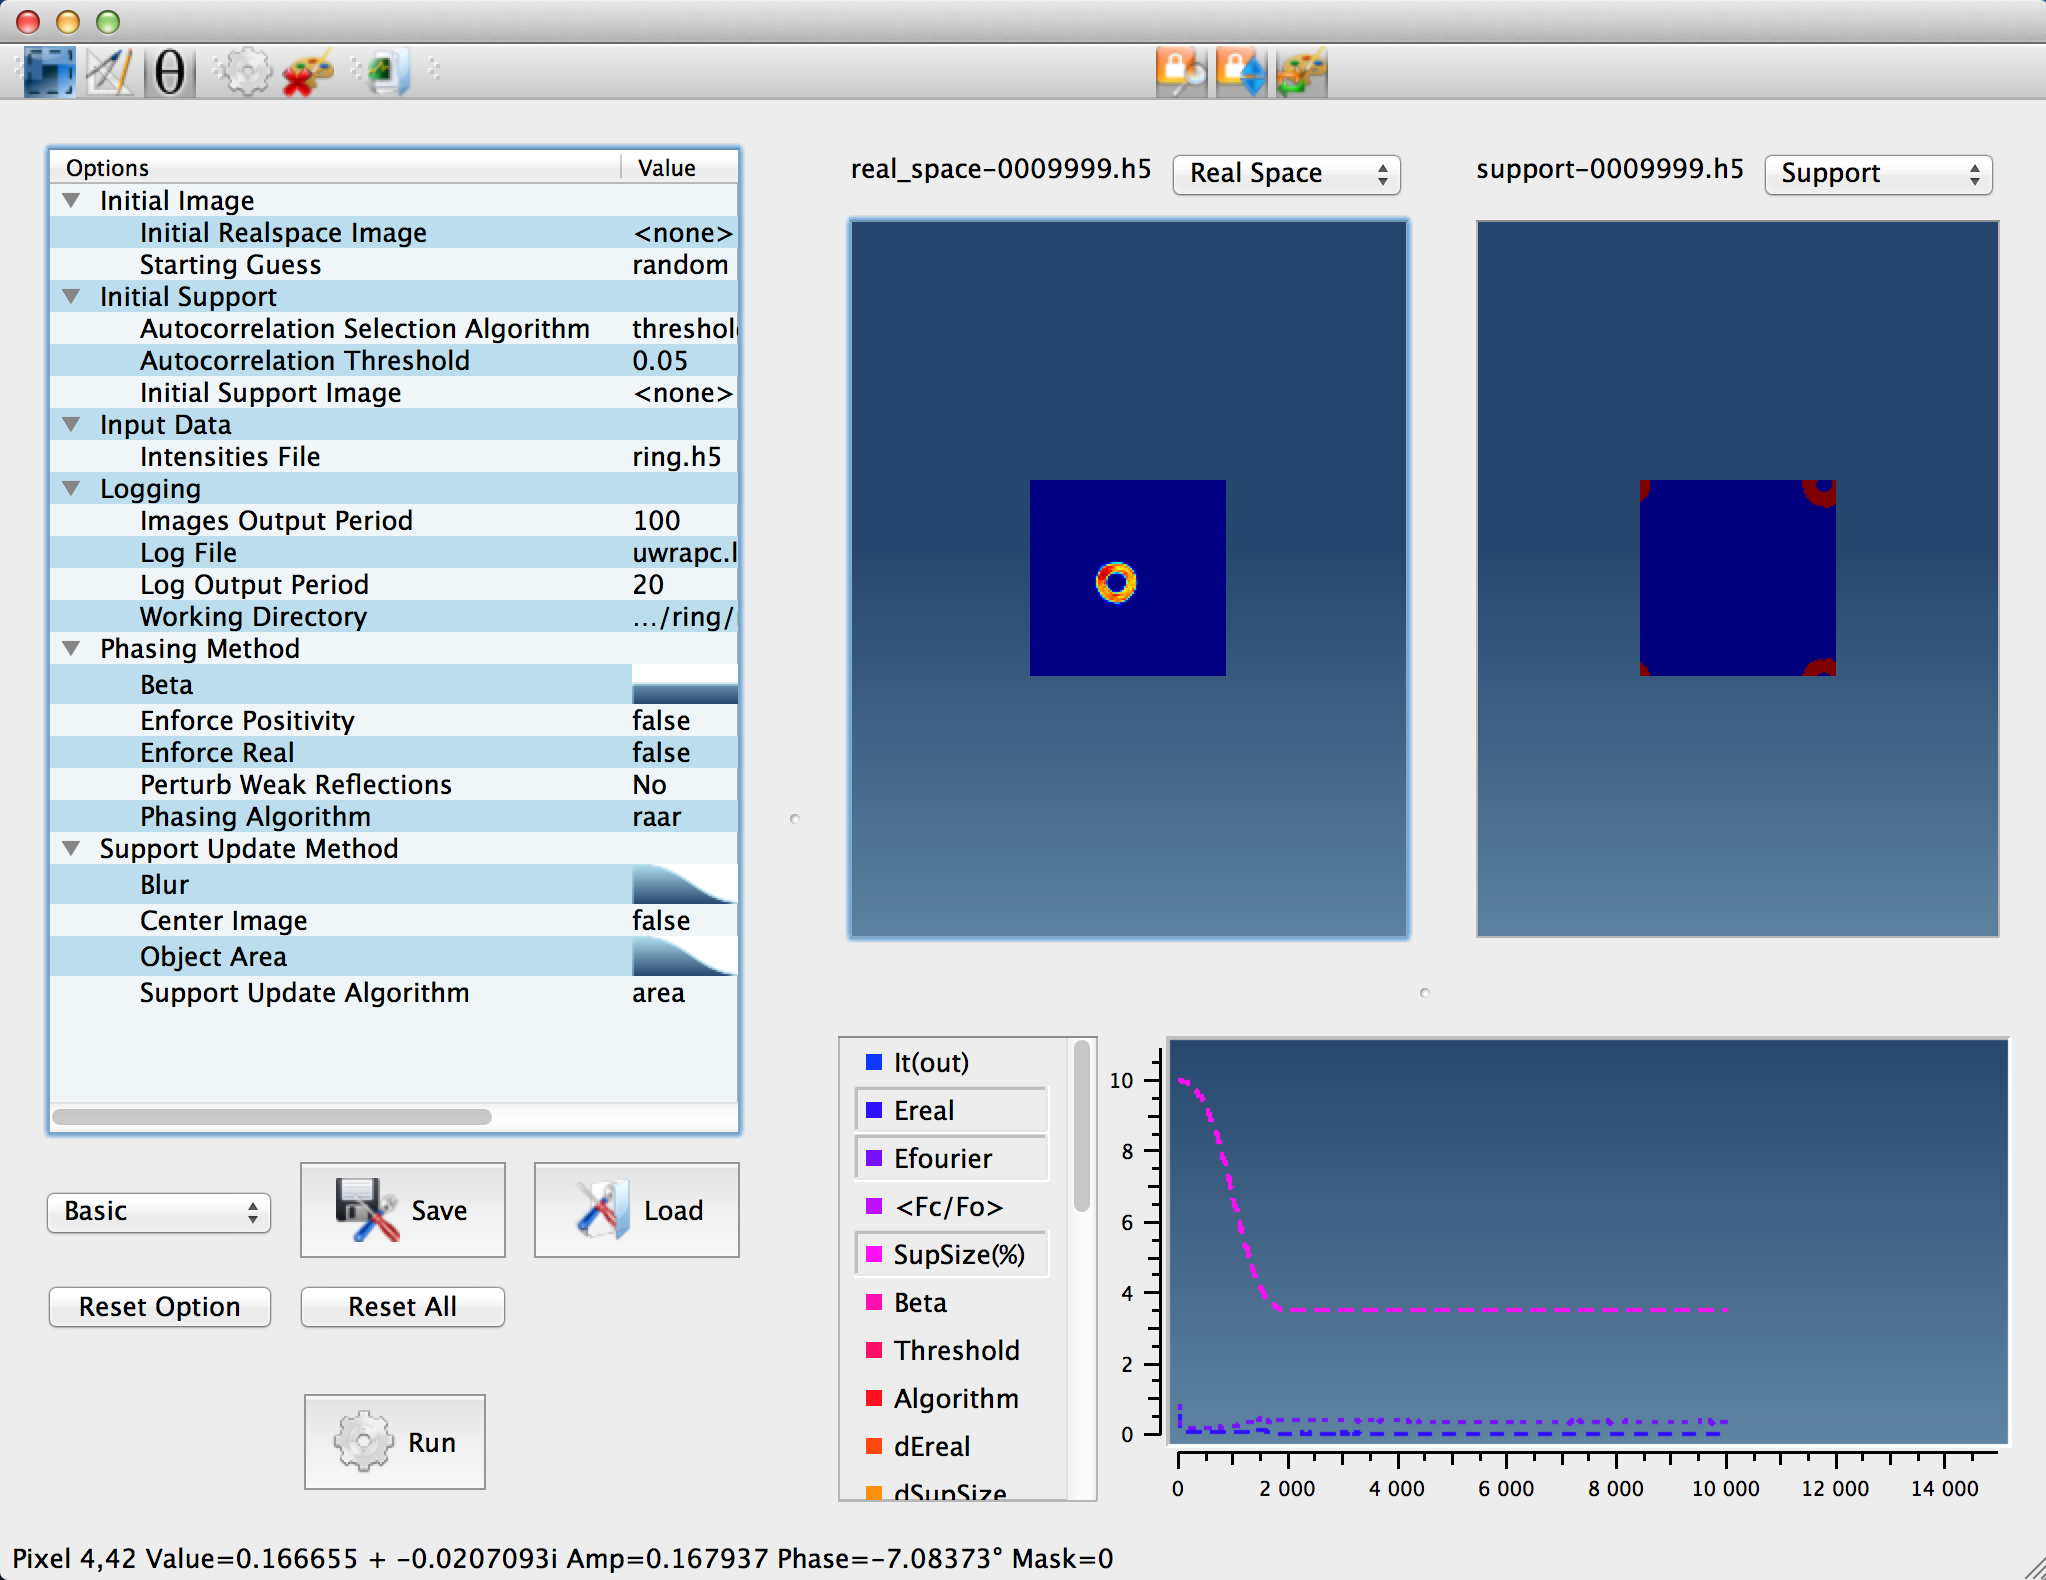 θ
Options Value
Initial Image
Initial Realspace Image <none>
Starting Guess random
Initial Support
Autocorrelation Selection Algorithm threshol
Autocorrelation Threshold 0.05
Initial Support Image <none>
Input Data
Intensities File ring.h5
Logging
Images Output Period 100
Log File uwrapc.l
Log Output Period 20
Working Directory .../ring/
Phasing Method
Beta
Enforce Positivity false
Enforce Real false
Perturb Weak Reflections No
Phasing Algorithm raar
Support Update Method
Blur
Center Image false
Object Area
Support Update Algorithm area
Basic
Save
Load
Reset Option
Reset All
Run
real_space-0009999.h5 Real Space
support-0009999.h5 Support
It(out)
Ereal
Efourier
<Fc/Fo>
SupSize(%)
Beta
Threshold
Algorithm
dEreal
dSupSize
10
8
6
4
2
0
0 2 000 4 000 6 000 8 000 10 000 12 000 14 000
Pixel 4,42 Value=0.166655 + -0.0207093i Amp=0.167937 Phase=-7.08373° Mask=0